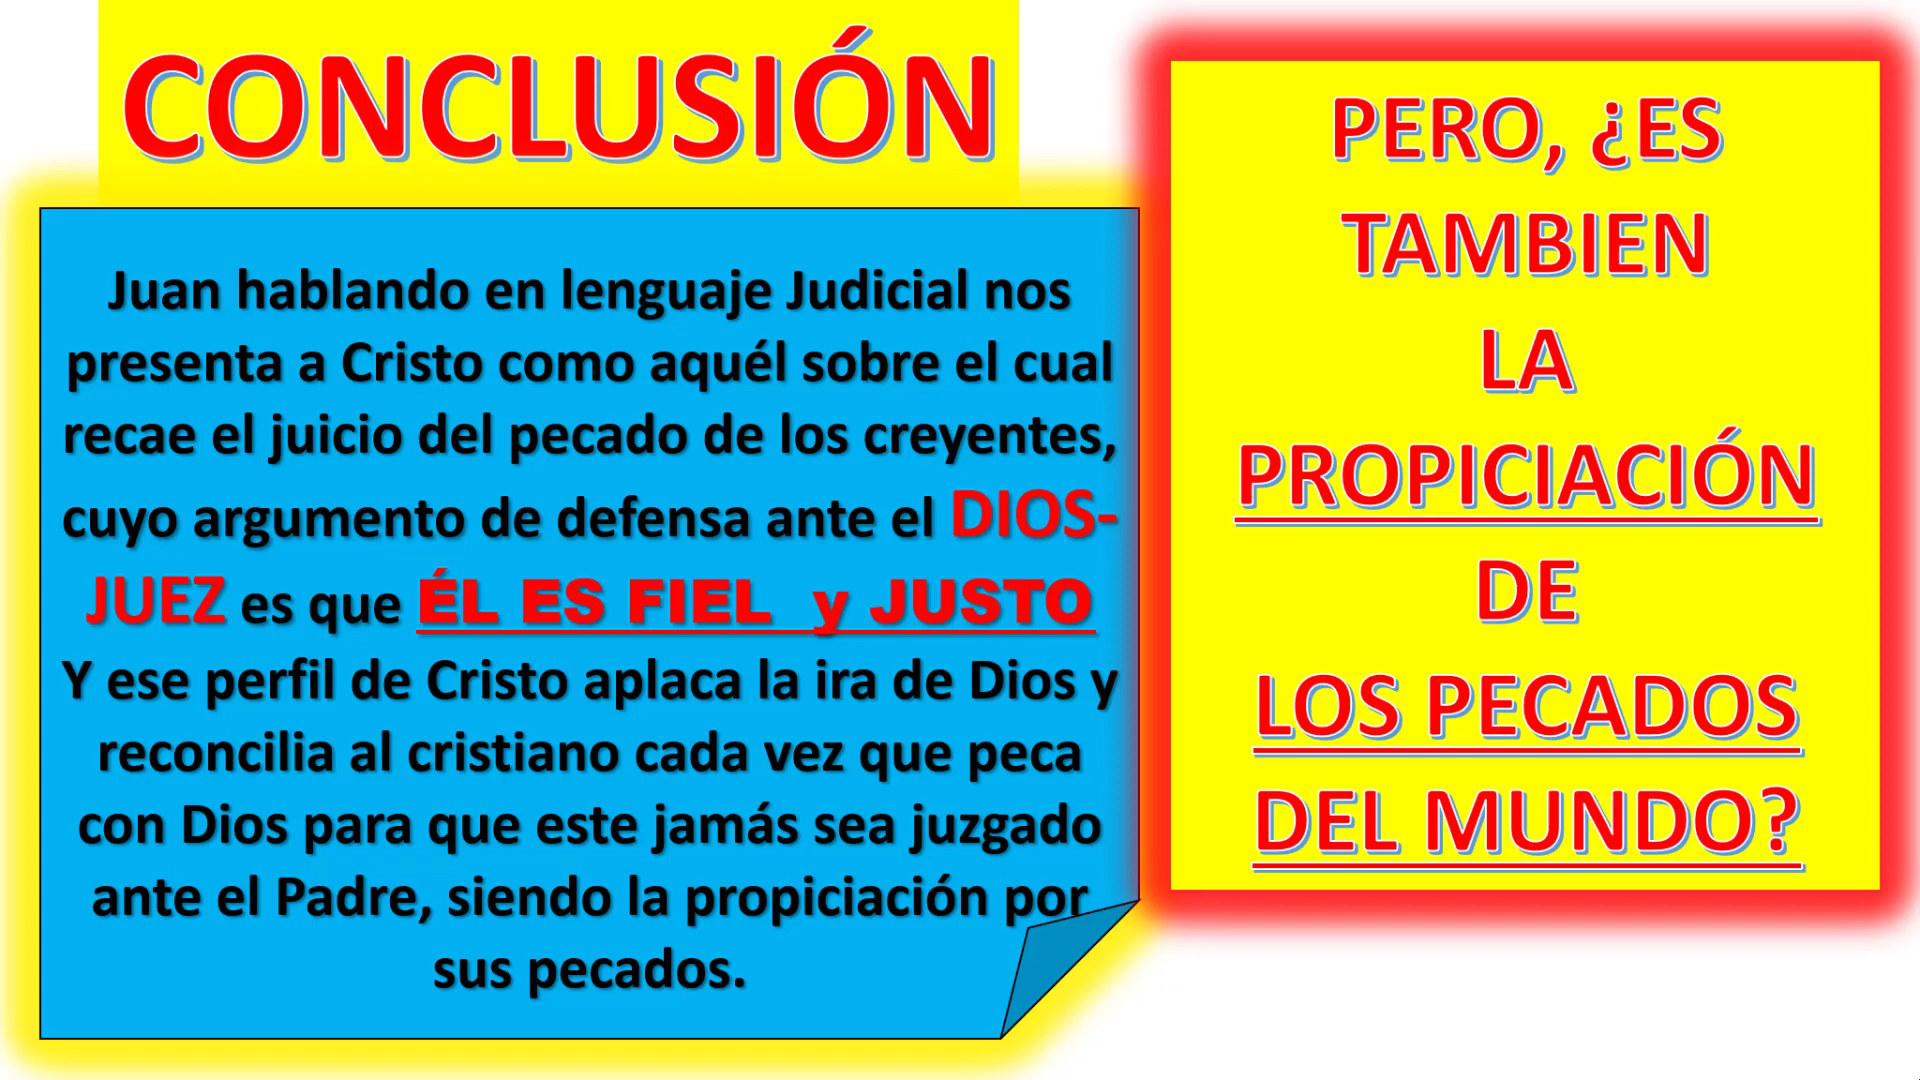 CONCLUSIÓN
Juan hablando en lenguaje Judicial nos
presenta a Cristo como aquél sobre el cual
recae el juicio del pecado de los creyentes,
cuyo argumento de defensa ante el DIOS-
JUEZ es que ÉL ES FIEL y JUSTO
Y ese perfil de Cristo aplaca la ira de Dios y
reconcilia al cristiano cada vez que peca
con Dios para que este jamás sea juzgado
ante el Padre, siendo la propiciación por
sus pecados.
PERO, ¿ES
TAMBIEN
LA
PROPICIACIÓN
DE
LOS PECADOS
DEL MUNDO?